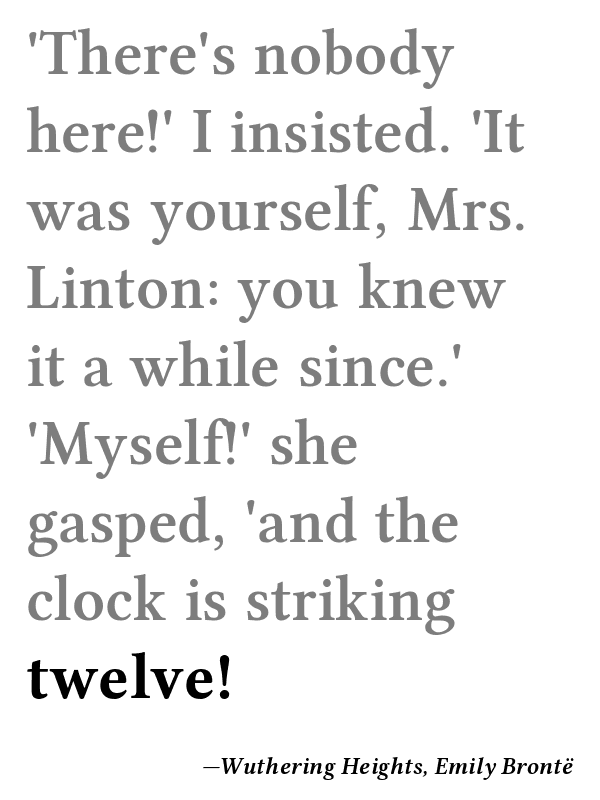 'There's nobody
here!' I insisted. 'It
was yourself, Mrs.
Linton: you knew
it a while since.'
'Myself!' she
gasped, 'and the
clock is striking
twelve!
—Wuthering Heights, Emily Brontë